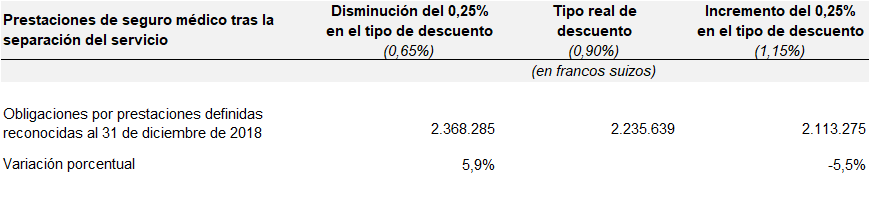 Prestaciones de seguro médico tras la separación del servicio	Disminución del 0,25% en el tipo de descuento (0,65%)	Tipo real de descuento (0,90%)	Incremento del 0,25% en el tipo de descuento (1,15%)
(en francos suizos)
Obligaciones por prestaciones definidas
reconocidas al 31 de diciembre de 2018	2.368.285	2.235.639	2.113.275
Variación porcentual	5,9%	-5,5%